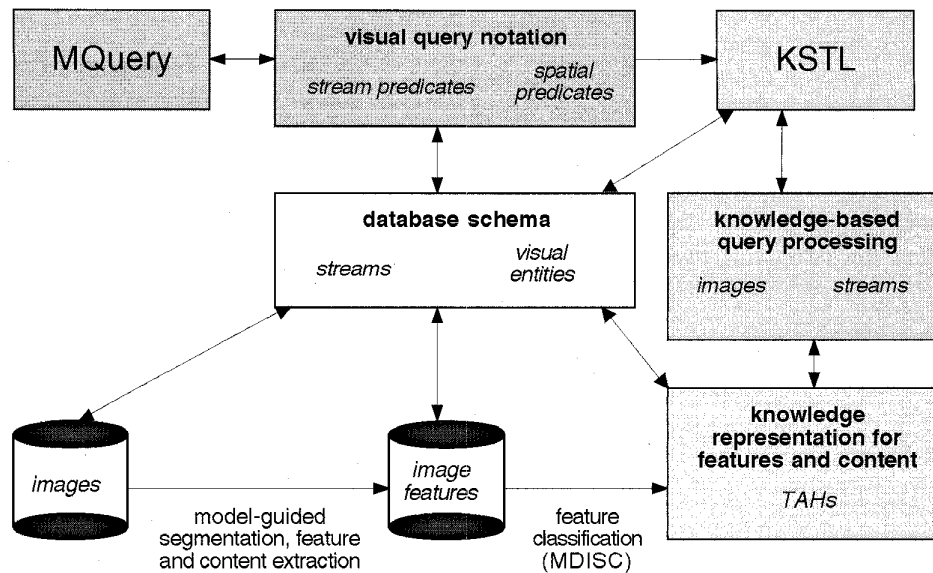 MQuery
visual query notation
stream predicates
spatial
predicates
KSTL
database schema
streams
visual
entities
knowledge-based
query processing
images
streams
knowledge
representation for
features and content
TAHs
images
image
features
model-guided
segmentation, feature
and content extraction
feature
classification
(MDISC)